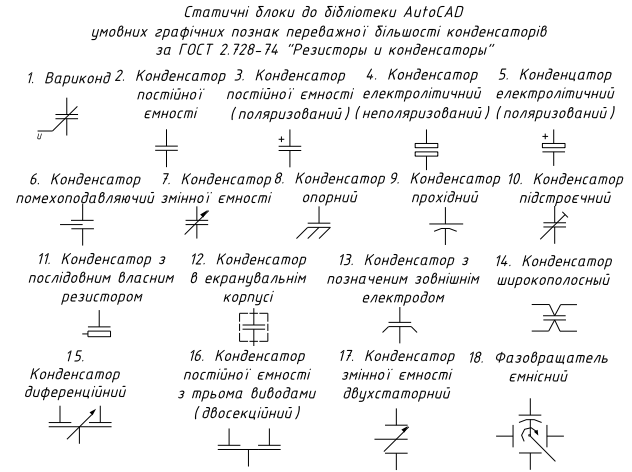 Статичні блоки до бібліотеки AutoCAD
умовних графічних познак переважної більшості конденсаторів
за ГОСТ 2.728-74 "Резисторы и конденсаторы"
1. Вариконд
2. Конденсатор
постійної
ємності
3. Конденсатор
постійної ємності
(поляризований)
4. Конденсатор
електролітичний
(неполяризований)
5. Конденцатор
електролітичний
(поляризований)
U
+
+
6. Конденсатор
помехоподавляючий
7. Конденсатор
змінної ємності
8. Конденсатор
опорний
9. Конденсатор
прохідний
10. Конденсатор
підстроєчний
11. Конденсатор з
послідовним власним
резистором
12. Конденсатор
в екранувальнім
корпусі
13. Конденсатор з
позначеним зовнішнім
електродом
14. Конденсатор
широкополосный
15.
Конденсатор
диференційний
16. Конденсатор
постійної ємності
з трьома виводами
(двосекційний)
17. Конденсатор
змінної ємності
двухстаторний
18. Фазовращатель
ємнісний